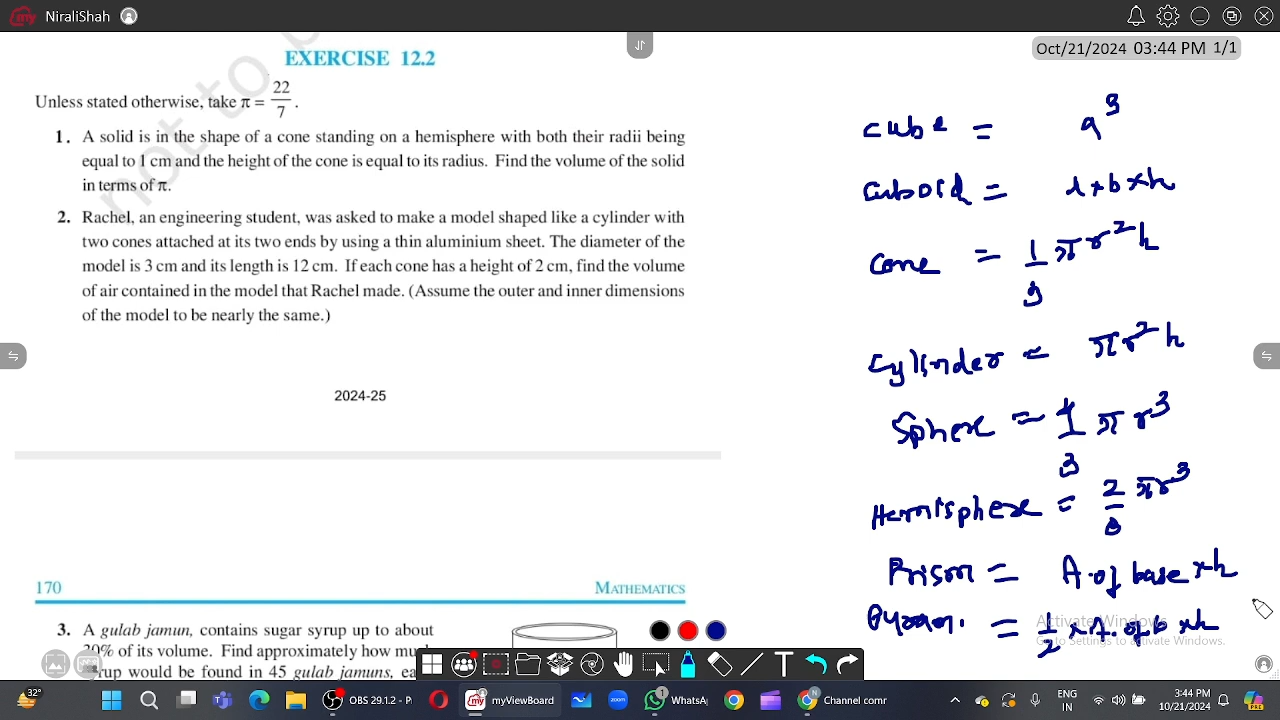 NiraliShah
Oct/21/2024 03:44 PM 1/1
not to b
EXERCISE 12.2
Unless stated otherwise, take π = 22/7.
1. A solid is in the shape of a cone standing on a hemisphere with both their radii being
equal to 1 cm and the height of the cone is equal to its radius. Find the volume of the solid
in terms of π.
2. Rachel, an engineering student, was asked to make a model shaped like a cylinder with
two cones attached at its two ends by using a thin aluminium sheet. The diameter of the
model is 3 cm and its length is 12 cm. If each cone has a height of 2 cm, find the volume
of air contained in the model that Rachel made. (Assume the outer and inner dimensions
of the model to be nearly the same.)
2024-25
170 MATHEMATICS
3. A gulab jamun, contains sugar syrup up to about
30% of its volume. Find approximately how mu
rup would be found in 45 gulab jamuns, ea
cube = a³
cuboid = l×b×h
cone = 1/3 πr²h
Cylinder = πr²h
Sphere = 4/3 πr³
Hemisphere = 2/3 πr³
Prism = A.of base × h
= × A. of b × h
Activate Windows
Go to Settings to activate Windows.
32°
OBS 29.1.2 - P
myViewBoard
zoom
WhatsA
Channel comr
ENG
IN
3:44 PM
10/21/2024